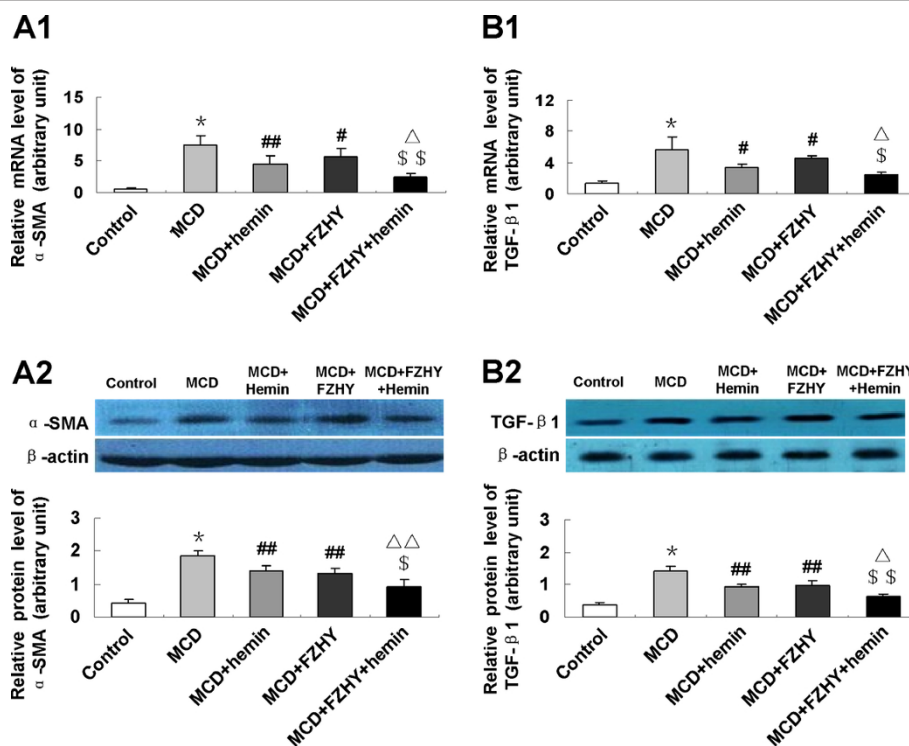 A1
Relative mRNA level of
α-SMA (arbitrary unit)
15
10
5
0
*
##
#
△
$ $
Control
MCD
MCD+hemin
MCD+FZHY
MCD+FZHY+hemin
B1
Relative mRNA level of
TGF-β1 (arbitrary unit)
12
8
4
0
*
#
#
△
$
Control
MCD
MCD+hemin
MCD+FZHY
MCD+FZHY+hemin
A2
Control
MCD
MCD+
Hemin
MCD+
FZHY
MCD+FZHY
+Hemin
α-SMA
β-actin
Relative protein level of
α-SMA (arbitrary unit)
3
2
1
0
*
##
##
△△
$
Control
MCD
MCD+hemin
MCD+FZHY
MCD+FZHY+hemin
B2
Control
MCD
MCD+
Hemin
MCD+
FZHY
MCD+FZHY
+Hemin
TGF-β1
β-actin
Relative protein level of
TGF-β1 (arbitrary unit)
3
2
1
0
*
##
##
△
$ $
Control
MCD
MCD+hemin
MCD+FZHY
MCD+FZHY+hemin